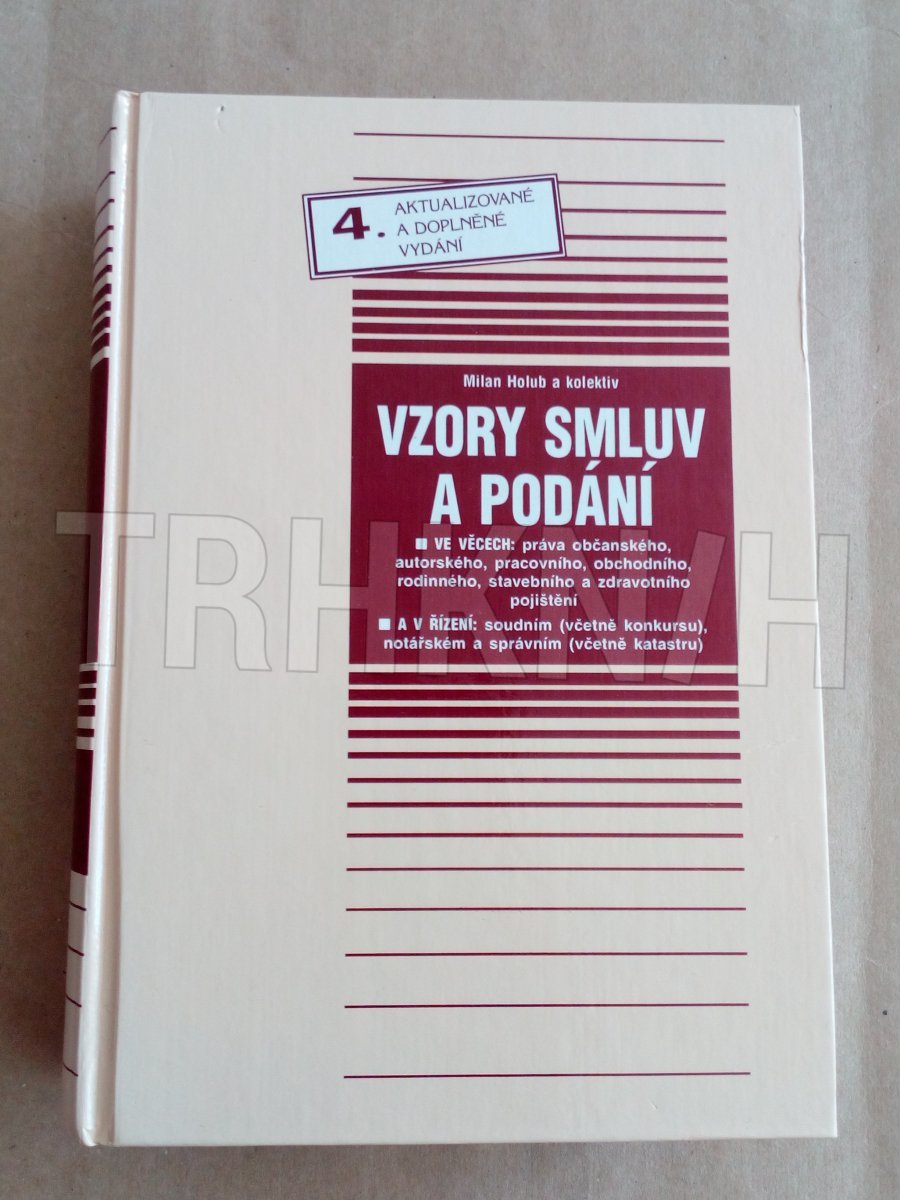 4. AKTUALIZOVANÉ
A DOPLNĚNÉ
VYDÁNÍ
Milan Holub a kolektiv
VZORY SMLUV
A PODÁNÍ
■ VE VĚCECH: práva občanského,
autorského, pracovního, obchodního,
rodinného, stavebního a zdravotního
pojištění
■ A V ŘÍZENÍ: soudním (včetně konkursu),
notářském a správním (včetně katastru)
TRHKNIH